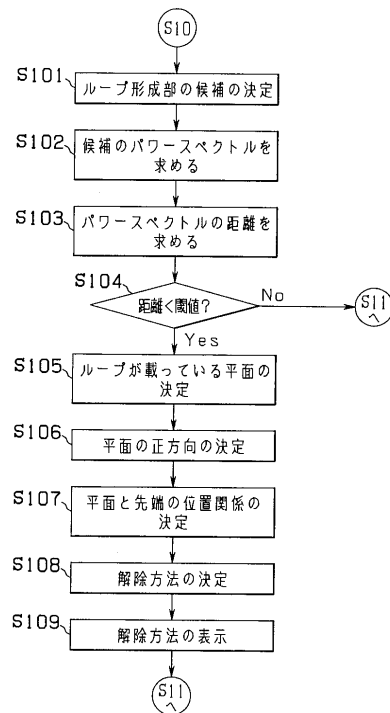 S10
S101
ループ形成部の候補の決定
S102
候補のパワースペクトルを
求める
S103
パワースペクトルの距離を
求める
S104
距離く閾値?
No
S11
へ
Yes
S105
ループが載っている平面の
決定
S106
平面の正方向の決定
S107
平面と先端の位置関係の
決定
S108
解除方法の決定
S109
解除方法の表示
S11
へ